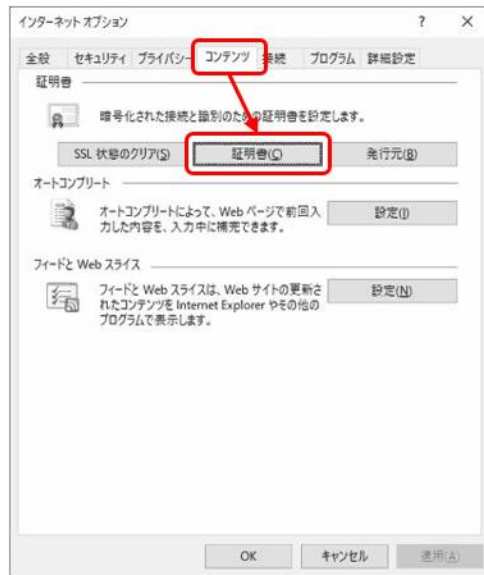 インターネット オプション ? ×
全般 セキュリティ プライバシー コンテンツ 接続 プログラム 詳細設定
証明書
暗号化された接続と識別のための証明書を設定します。
SSL 状態のクリア(S) 証明書(C) 発行元(B)
オートコンプリート
オートコンプリートによって、Web ページで前回入
力した内容を、入力中に補完できます。
設定(I)
フィードと Web スライス
フィードと Web スライスは、Web サイトの更新さ
れたコンテンツを Internet Explorer やその他の
プログラムで表示します。
設定(N)
OK キャンセル 適用(A)